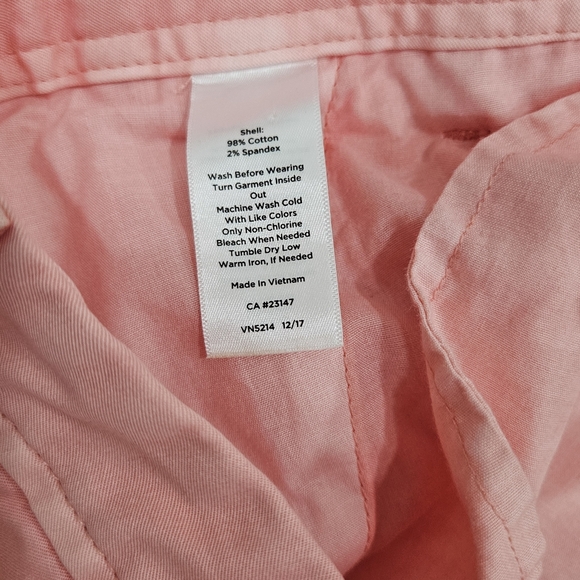 Shell:
98% Cotton
2% Spandex
Wash Before Wearing
Turn Garment Inside
Out
Machine Wash Cold
With Like Colors
Only Non-Chlorine
Bleach When Needed
Tumble Dry Low
Warm Iron, If Needed
Made In Vietnam
CA #23147
VN5214 12/17